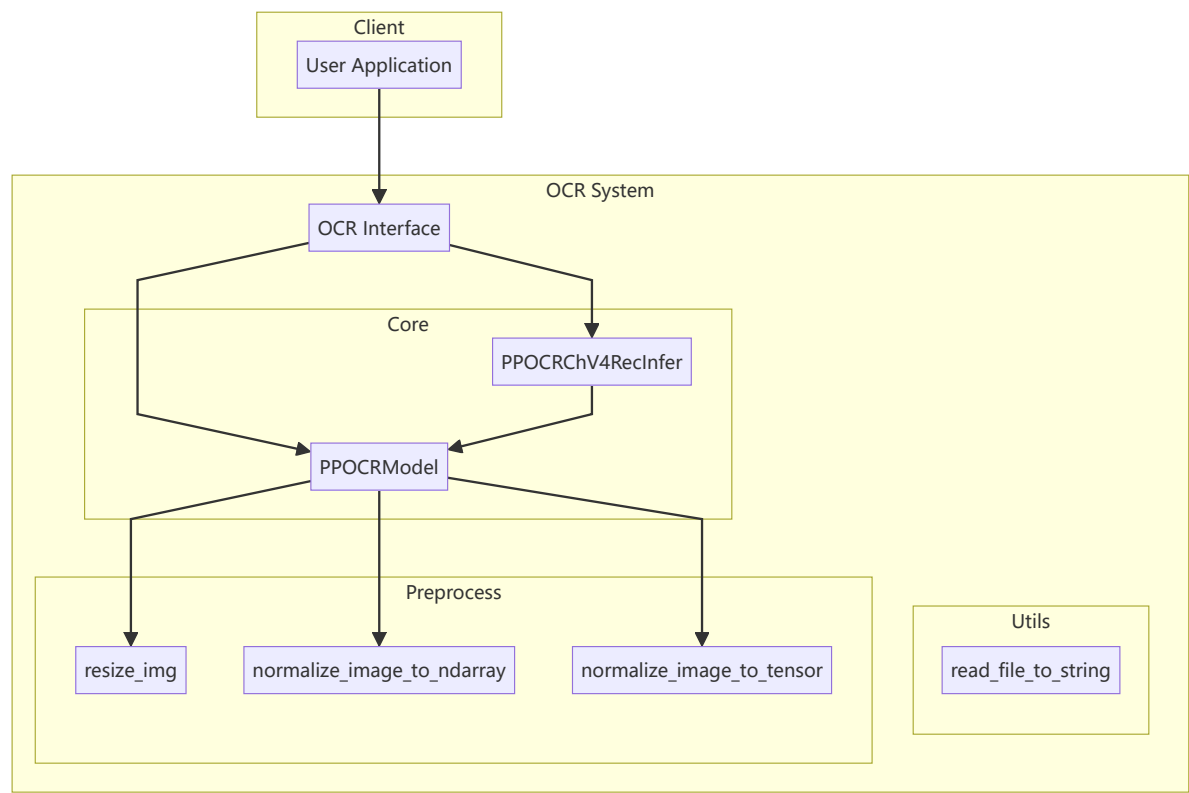 Client
User Application
OCR System
OCR Interface
Core
PPOCRChV4RecInfer
PPOCRModel
Preprocess
resize_img
normalize_image_to_ndarray
normalize_image_to_tensor
Utils
read_file_to_string